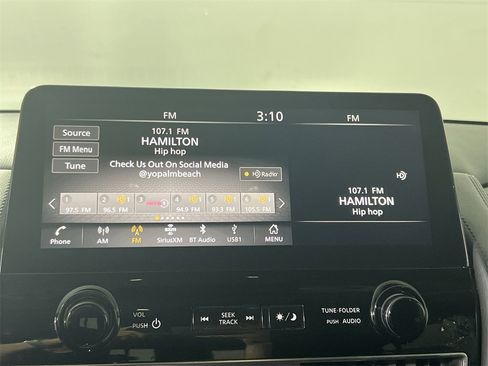 FM 3:10 FM
Source
FM Menu
Tune
107.1 FM
HAMILTON
Hip hop
Check Us Out On Social Media
@yopalmbeach
HD Radio
1 2 3 4 5 6
97.5 FM 96.5 FM 94.9 FM 93.3 FM 105.5 FM
Phone AM FM SiriusXM BT Audio USB1 MENU
HD
107.1 FM
HAMILTON
Hip hop
VOL
PUSH
SEEK
TRACK
TUNE·FOLDER
PUSH AUDIO